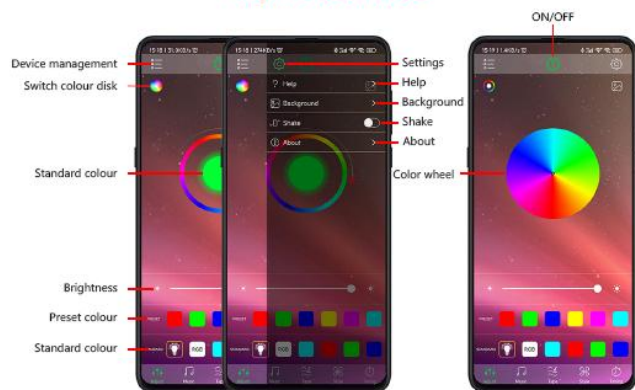 ON/OFF
Device management
Switch colour disk
Standard colour
Brightness
Preset colour
Standard colour
Settings
Help
Background
Shake
About
Color wheel
Help
Background
Shake
About
PRESET
RGB
PRESET
RGB
Music